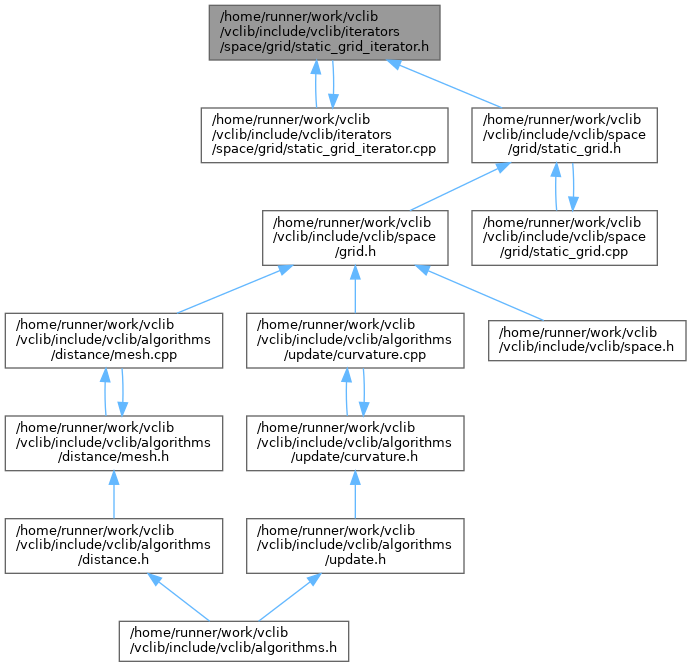 /home/runner/work/vclib
/vclib/include/vclib/iterators
/space/grid/static_grid_iterator.h
/home/runner/work/vclib
/vclib/include/vclib/iterators
/space/grid/static_grid_iterator.cpp
/home/runner/work/vclib
/vclib/include/vclib/space
/grid/static_grid.h
/home/runner/work/vclib
/vclib/include/vclib/space
/grid.h
/home/runner/work/vclib
/vclib/include/vclib/space
/grid/static_grid.cpp
/home/runner/work/vclib
/vclib/include/vclib/algorithms
/distance/mesh.cpp
/home/runner/work/vclib
/vclib/include/vclib/algorithms
/update/curvature.cpp
/home/runner/work/vclib
/vclib/include/vclib/space.h
/home/runner/work/vclib
/vclib/include/vclib/algorithms
/distance/mesh.h
/home/runner/work/vclib
/vclib/include/vclib/algorithms
/update/curvature.h
/home/runner/work/vclib
/vclib/include/vclib/algorithms
/distance.h
/home/runner/work/vclib
/vclib/include/vclib/algorithms
/update.h
/home/runner/work/vclib
/vclib/include/vclib/algorithms.h